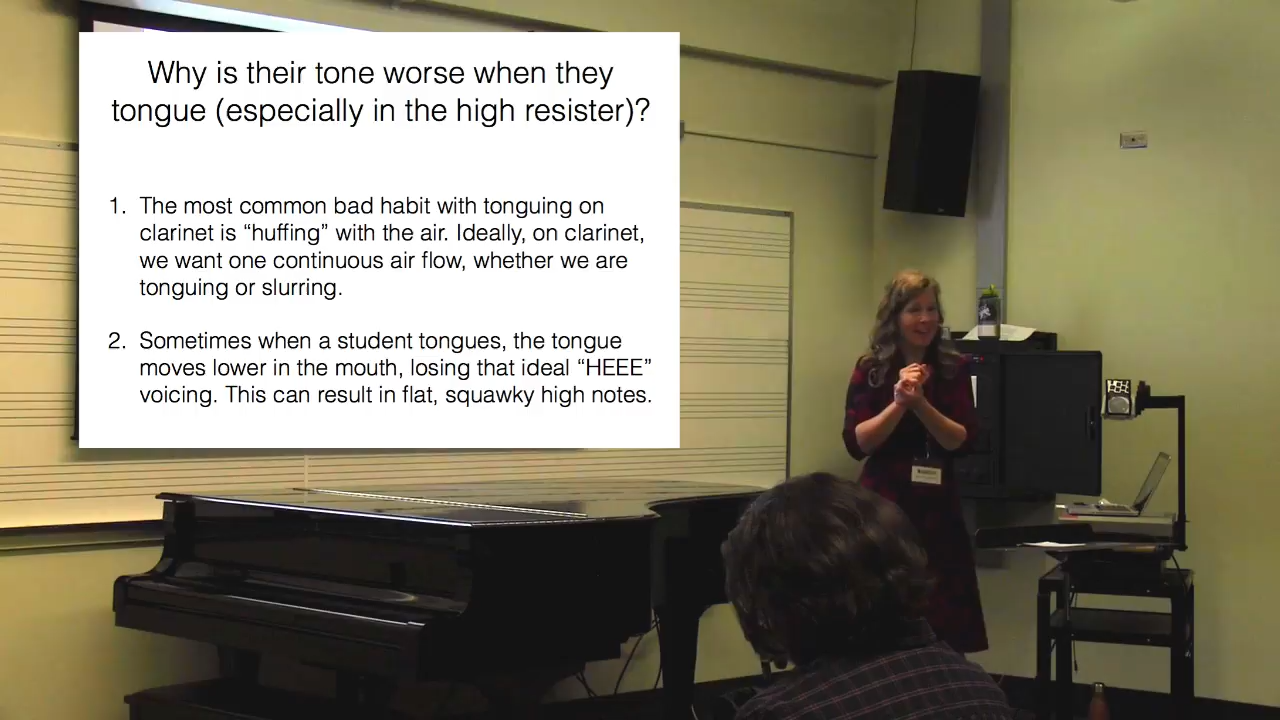 Why is their tone worse when they
tongue (especially in the high resister)?
1. The most common bad habit with tonguing on
clarinet is “huffing” with the air. Ideally, on clarinet,
we want one continuous air flow, whether we are
tonguing or slurring.
2. Sometimes when a student tongues, the tongue
moves lower in the mouth, losing that ideal “HEEE”
voicing. This can result in flat, squawky high notes.